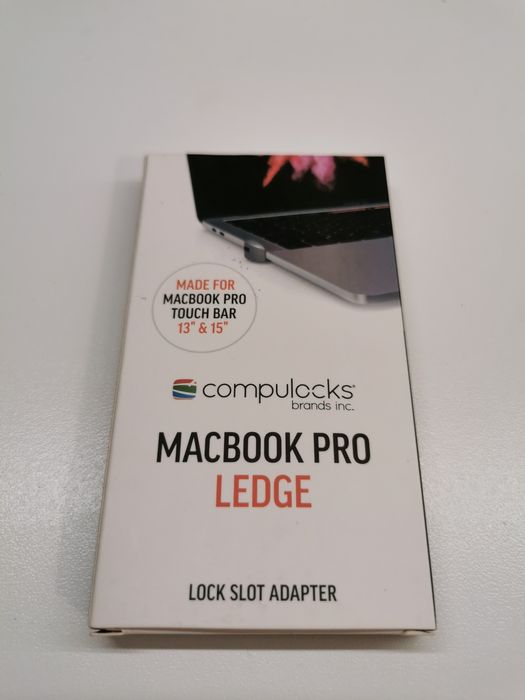 MADE FOR
MACBOOK PRO
TOUCH BAR
13" & 15"
compulocks®
brands inc.
MACBOOK PRO
LEDGE
LOCK SLOT ADAPTER